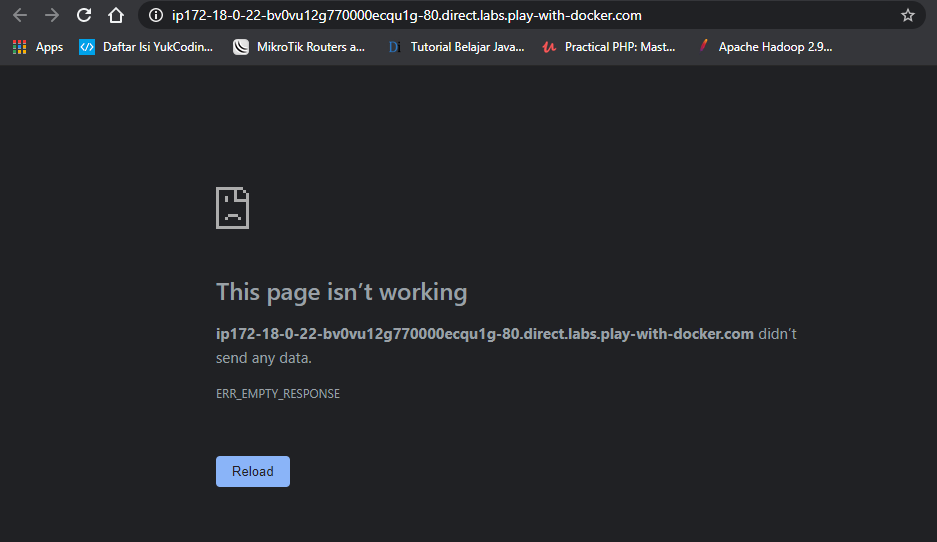 ip172-18-0-22-bv0vu12g770000ecqu1g-80.direct.labs.play-with-docker.com
Apps Daftar Isi YukCodin... MikroTik Routers a... Tutorial Belajar Java... Practical PHP: Mast... Apache Hadoop 2.9...
This page isn't working
ip172-18-0-22-bv0vu12g770000ecqu1g-80.direct.labs.play-with-docker.com didn't
send any data.
ERR_EMPTY_RESPONSE
Reload